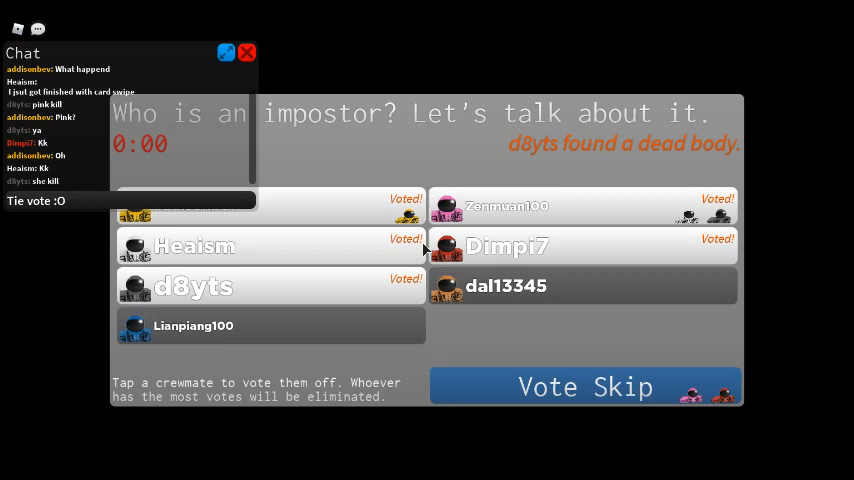 Chat
addisonbev: What happend
Heaism:
I jsut got finished with card swipe
d8yts: pink kill
addisonbev: Pink?
d8yts: ya
Dimpi7: Kk
addisonbev: Oh
Heaism: Kk
d8yts: she kill
Tie vote :O
Who is an impostor? Let's talk about it.
0:00
d8yts found a dead body.
Voted!
Zenmuan100
Voted!
Heaism
Voted!
Dimpi7
Voted!
d8yts
Voted!
dal13345
Lianpiang100
Tap a crewmate to vote them off. Whoever
has the most votes will be eliminated.
Vote Skip